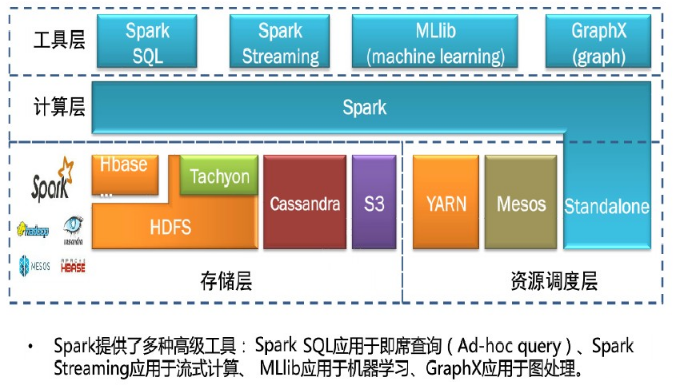 工具层
Spark
SQL
Spark
Streaming
MLlib
(machine learning)
GraphX
(graph)
计算层
Spark
Spark
hadoop
cassandra
MESOS
APACHE
HBASE
Hbase
...
Tachyon
HDFS
Cassandra
S3
YARN
Mesos
Standalone
存储层
资源调度层
• Spark提供了多种高级工具：Spark SQL应用于即席查询（Ad-hoc query）、Spark
Streaming应用于流式计算、 MLlib应用于机器学习、GraphX应用于图处理。